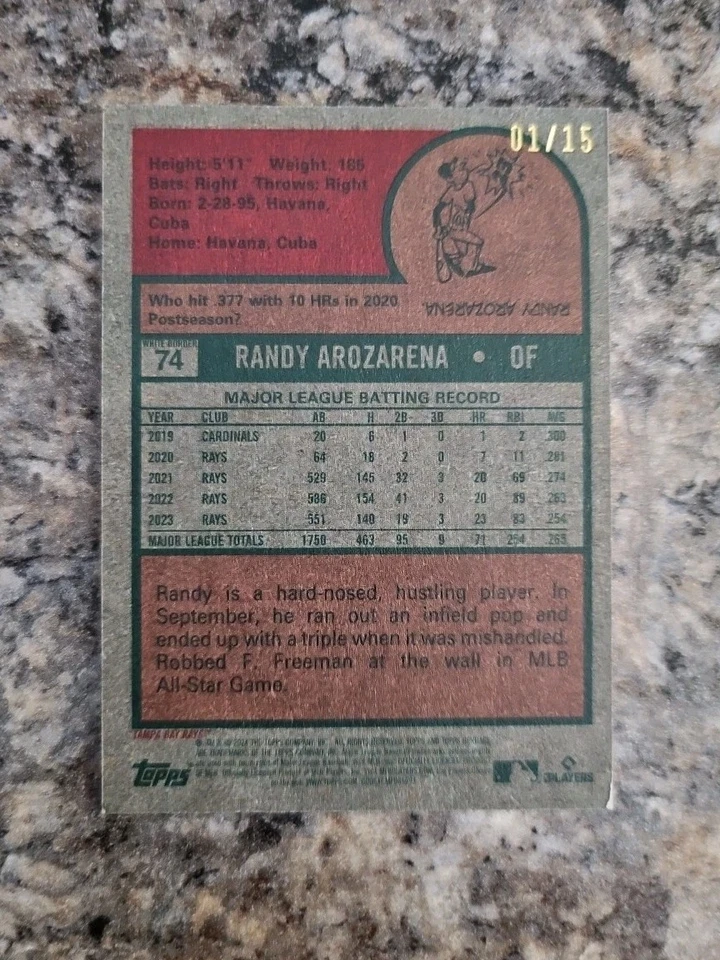 01/15
Height: 5'11" Weight: 185
Bats: Right Throws: Right
Born: 2-28-95, Havana,
Cuba
Home: Havana, Cuba
Who hit .377 with 10 HRs in 2020
Postseason?
RANDY AROZARENA
WHITE BORDER
74 RANDY AROZARENA • OF
MAJOR LEAGUE BATTING RECORD
YEAR CLUB AB H 2B 3B HR RBI AVG
2019 CARDINALS 20 6 1 0 1 2 .300
2020 RAYS 64 18 2 0 7 11 .281
2021 RAYS 529 145 32 3 20 69 .274
2022 RAYS 586 154 41 3 20 89 .263
2023 RAYS 551 140 19 3 23 83 .254
MAJOR LEAGUE TOTALS 1750 463 95 9 71 254 .265
Randy is a hard-nosed, hustling player. In
September, he ran out an infield pop and
ended up with a triple when it was mishandled.
Robbed F. Freeman at the wall in MLB
All-Star Game.
TAMPA BAY RAYS
topps
PLAYERS